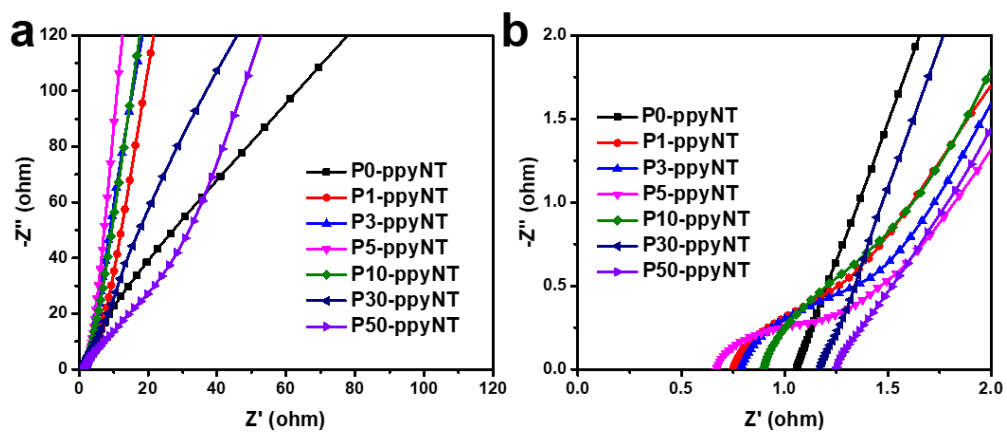 a
120
100
80
60
40
20
0
-Z" (ohm)
P0-ppyNT
P1-ppyNT
P3-ppyNT
P5-ppyNT
P10-ppyNT
P30-ppyNT
P50-ppyNT
0 20 40 60 80 100 120
Z' (ohm)
b
2.0
1.5
1.0
0.5
0.0
-Z" (ohm)
P0-ppyNT
P1-ppyNT
P3-ppyNT
P5-ppyNT
P10-ppyNT
P30-ppyNT
P50-ppyNT
0.0 0.5 1.0 1.5 2.0
Z' (ohm)